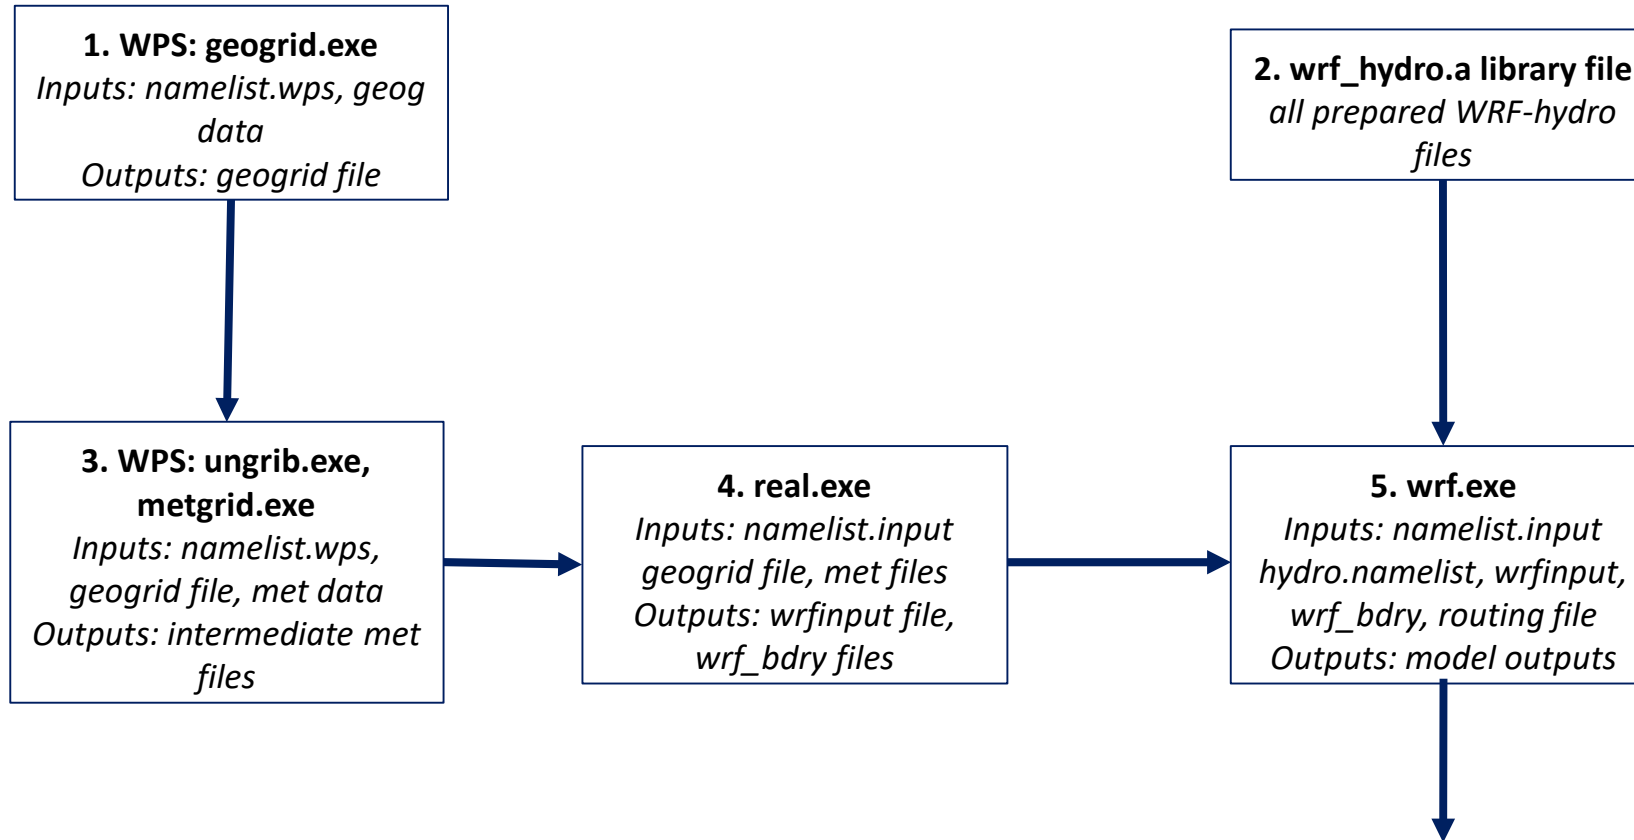 1. WPS: geogrid.exe
Inputs: namelist.wps, geog
data
Outputs: geogrid file
2. wrf_hydro.a library file
all prepared WRF-hydro
files
3. WPS: ungrib.exe,
metgrid.exe
Inputs: namelist.wps,
geogrid file, met data
Outputs: intermediate met
files
4. real.exe
Inputs: namelist.input
geogrid file, met files
Outputs: wrfinput file,
wrf_bdry files
5. wrf.exe
Inputs: namelist.input
hydro.namelist, wrfinput,
wrf_bdry, routing file
Outputs: model outputs